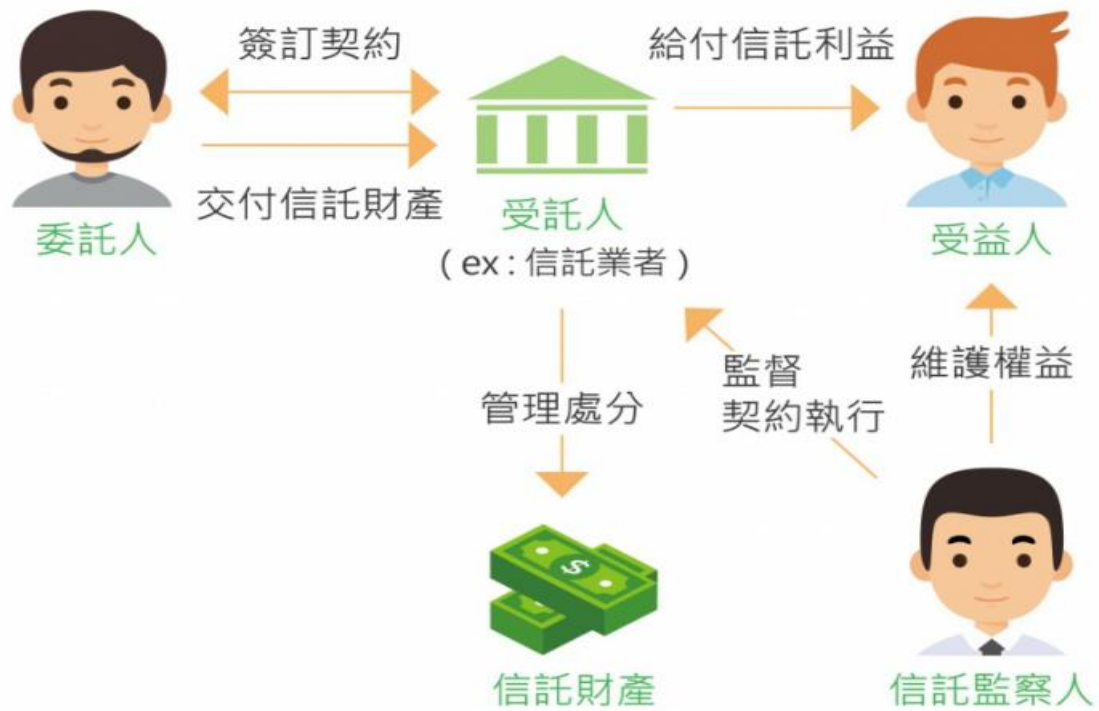 簽訂契約
給付信託利益
交付信託財產
委託人
受託人
( ex : 信託業者 )
受益人
管理處分
監督
契約執行
維護權益
$
信託財產
信託監察人